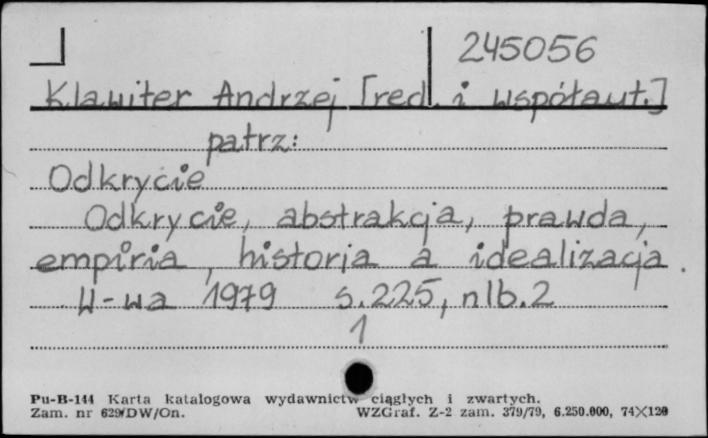 245056
Klawiter Andrzej [red. i współaut.]
patrz:
Odkrycie
Odkrycie, abstrakcja, prawda,
empiria, historia a idealizacja.
W-wa 1979 s. 225, nlb. 2
1
Pu-B-144 Karta katalogowa wydawnictw ciągłych i zwartych.
Zam. nr 629/DW/On. WZGraf. Z-2 zam. 379/79, 6.250.000, 74X120